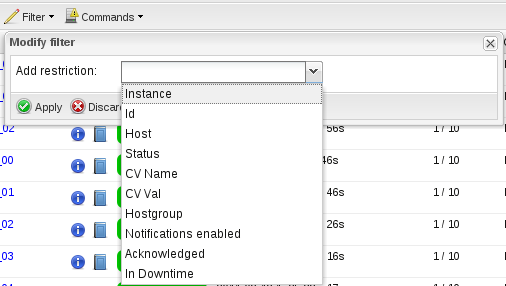 Filter Commands
Modify filter
Add restriction:
Instance
Apply Discar
Id
Host
_02 56s 1 / 10
Status
_00 46s 1 / 10
CV Name
_01 46s 1 / 10
CV Val
Hostgroup
_02 26s 1 / 10
Notifications enabled
_03 16s 1 / 10
Acknowledged
In Downtime